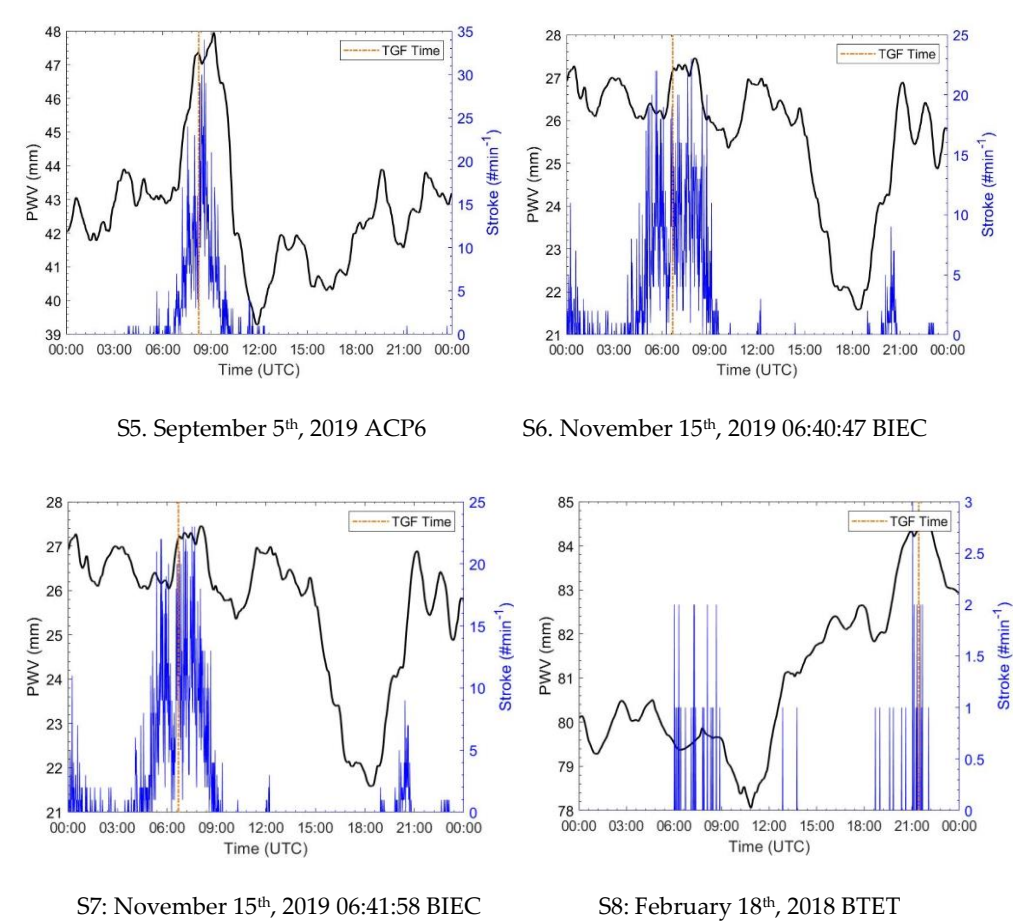 48
47
46
45
44
43
42
41
40
39
PWV (mm)
35
30
25
20
15
10
5
0
Stroke (#min-1)
TGF Time
00:00 03:00 06:00 09:00 12:00 15:00 18:00 21:00 00:00
Time (UTC)
S5. September 5th, 2019 ACP6
28
27
26
25
24
23
22
21
PWV (mm)
25
20
15
10
5
0
Stroke (#min-1)
TGF Time
00:00 03:00 06:00 09:00 12:00 15:00 18:00 21:00 00:00
Time (UTC)
S6. November 15th, 2019 06:40:47 BIEC
28
27
26
25
24
23
22
21
PWV (mm)
25
20
15
10
5
0
Stroke (#min-1)
TGF Time
00:00 03:00 06:00 09:00 12:00 15:00 18:00 21:00 00:00
Time (UTC)
S7: November 15th, 2019 06:41:58 BIEC
85
84
83
82
81
80
79
78
PWV (mm)
3
2.5
2
1.5
1
0.5
0
Stroke (#min-1)
TGF Time
00:00 03:00 06:00 09:00 12:00 15:00 18:00 21:00 00:00
Time (UTC)
S8: February 18th, 2018 BTET